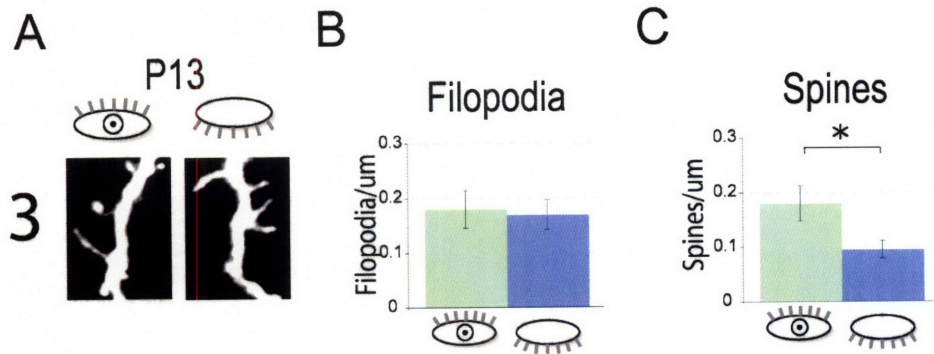 A
P13
3
B
Filopodia
Filopodia/um
0.3
0.2
0.1
0
C
Spines
*
Spines/um
0.3
0.2
0.1
0